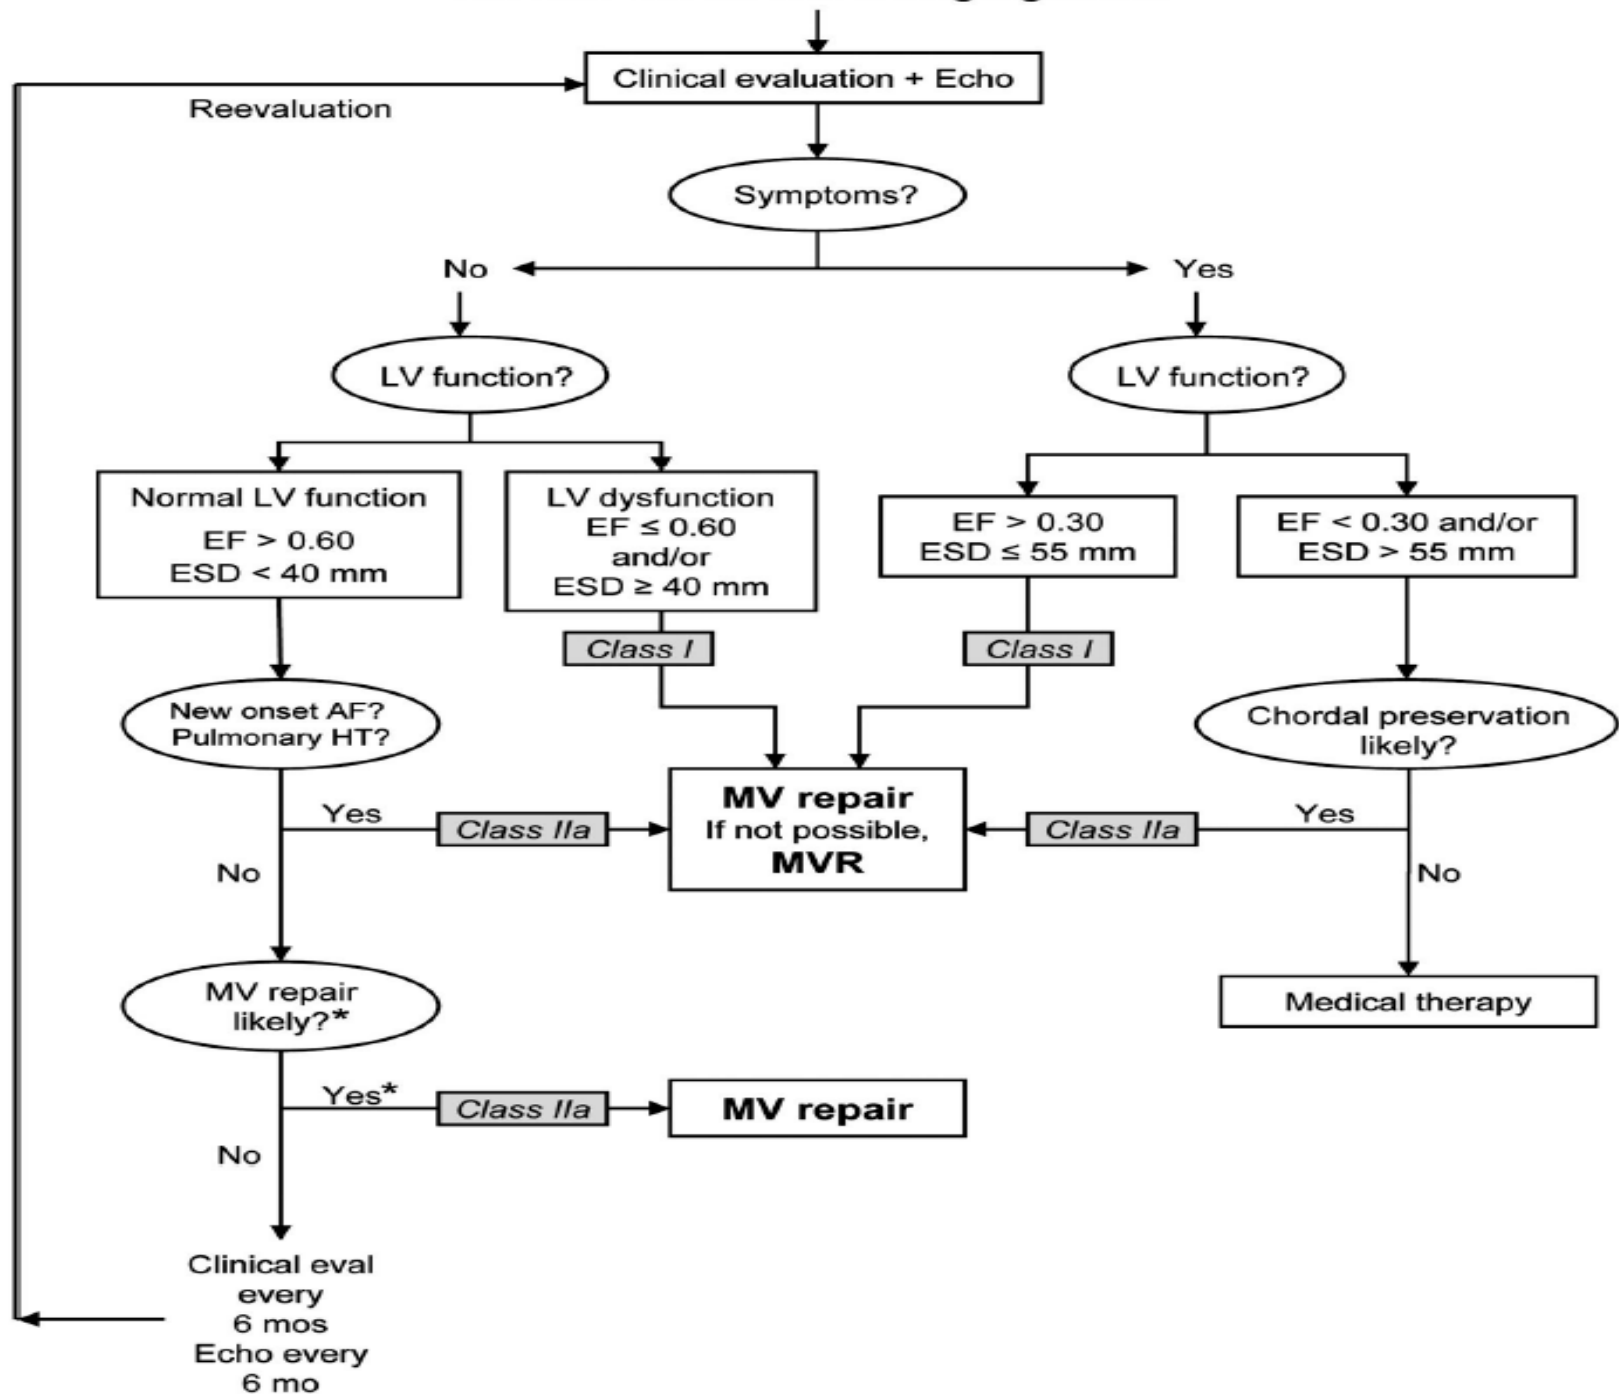 Clinical evaluation + Echo
Reevaluation
Symptoms?
No
Yes
LV function?
LV function?
Normal LV function
EF > 0.60
ESD < 40 mm
LV dysfunction
EF ≤ 0.60
and/or
ESD ≥ 40 mm
EF > 0.30
ESD ≤ 55 mm
EF < 0.30 and/or
ESD > 55 mm
Class I
Class I
New onset AF?
Pulmonary HT?
Chordal preservation
likely?
MV repair
If not possible,
MVR
Yes
Class IIa
Class IIa
Yes
No
No
MV repair
likely?*
Medical therapy
Yes*
Class IIa
MV repair
No
Clinical eval
every
6 mos
Echo every
6 mo